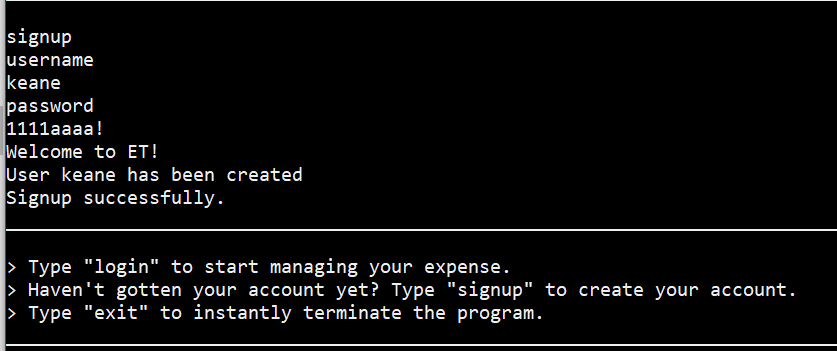 signup
username
keane
password
1111aaaa!
Welcome to ET!
User keane has been created
Signup successfully.
> Type "login" to start managing your expense.
> Haven't gotten your account yet? Type "signup" to create your account.
> Type "exit" to instantly terminate the program.